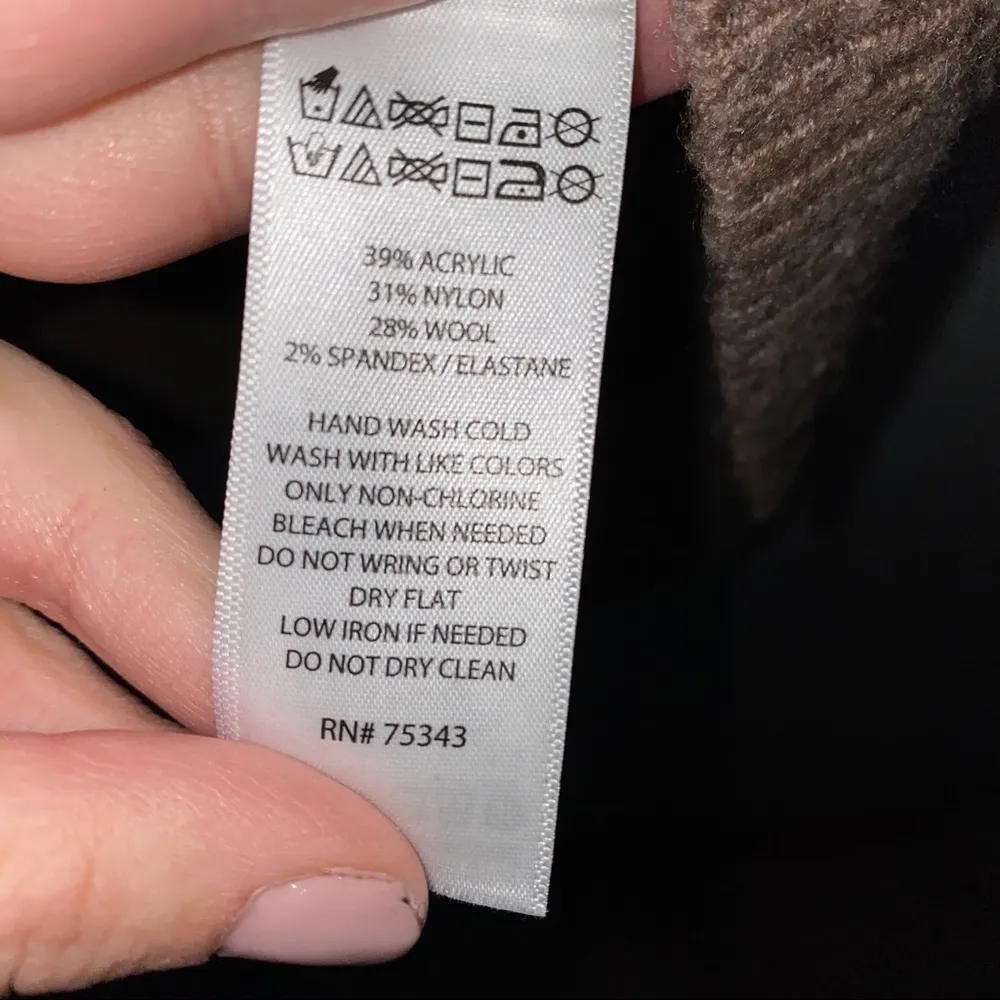 39% ACRYLIC
31% NYLON
28% WOOL
2% SPANDEX / ELASTANE
HAND WASH COLD
WASH WITH LIKE COLORS
ONLY NON-CHLORINE
BLEACH WHEN NEEDED
DO NOT WRING OR TWIST
DRY FLAT
LOW IRON IF NEEDED
DO NOT DRY CLEAN
RN# 75343